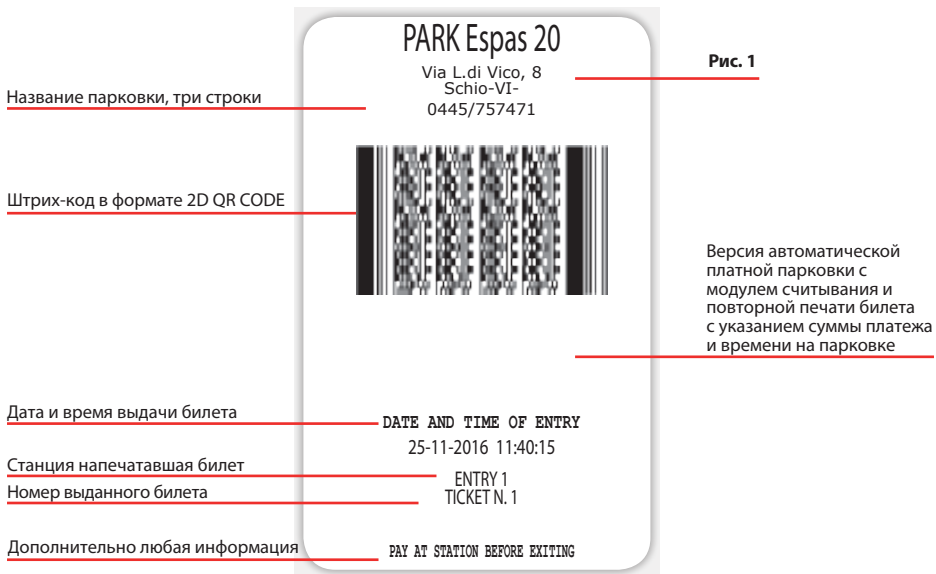 PARK Espas 20
Via L.di Vico, 8
Schio-VI-
0445/757471
Рис. 1
Название парковки, три строки
Штрих-код в формате 2D QR CODE
Версия автоматической
платной парковки с
модулем считывания и
повторной печати билета
с указанием суммы платежа
и времени на парковке
Дата и время выдачи билета
DATE AND TIME OF ENTRY
25-11-2016 11:40:15
Станция напечатавшая билет
ENTRY 1
Номер выданного билета
TICKET N. 1
Дополнительно любая информация
PAY AT STATION BEFORE EXITING